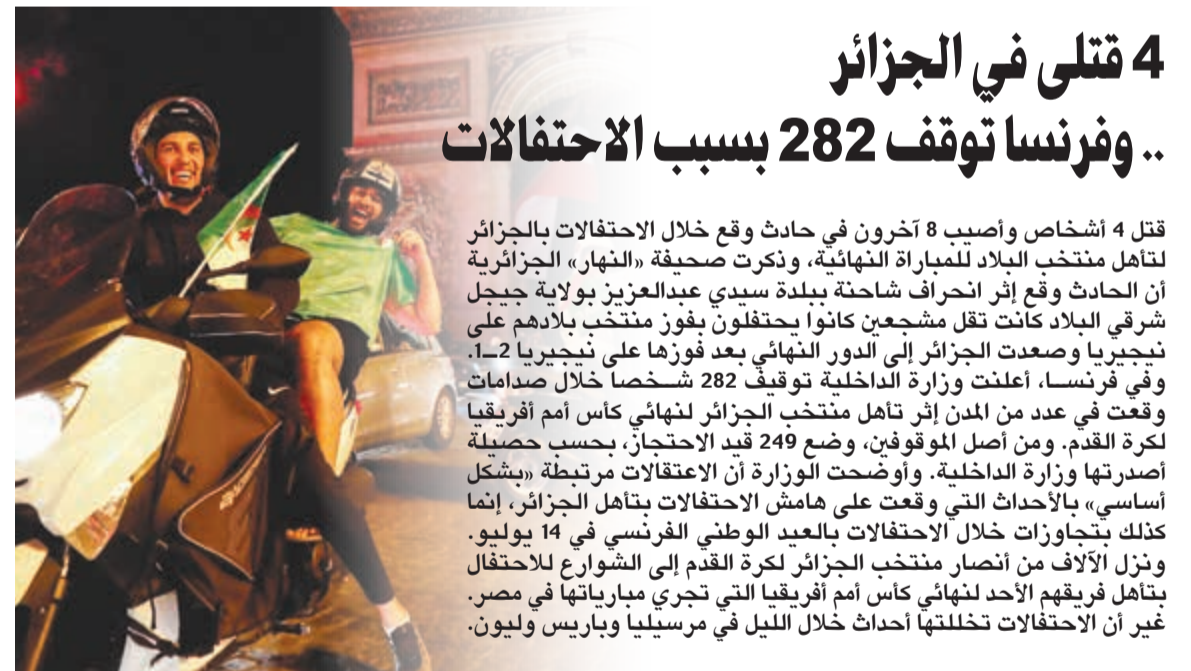 4 قتلى في الجزائر
.. وفرنسا توقف 282 بسبب الاحتفالات
قتل 4 أشخاص وأصيب 8 آخرون في حادث وقع خلال الاحتفالات بالجزائر
لتأهل منتخب البلاد للمباراة النهائية، وذكرت صحيفة «النهار» الجزائرية
أن الحادث وقع إثر انحراف شاحنة ببلدة سيدي عبدالعزيز بولاية جيجل
شرقي البلاد كانت تقل مشجعين كانوا يحتفلون بفوز منتخب بلادهم على
نيجيريا وصعدت الجزائر إلى الدور النهائي بعد فوزها على نيجيريا 2–1.
وفي فرنسـا، أعلنت وزارة الداخلية توقيف 282 شـخصا خلال صدامات
وقعت في عدد من المدن إثر تأهل منتخب الجزائر لنهائي كأس أمم أفريقيا
لكرة القدم. ومن أصل الموقوفين، وضع 249 قيد الاحتجاز، بحسب حصيلة
أصدرتها وزارة الداخلية. وأوضحت الوزارة أن الاعتقالات مرتبطة «بشكل
أساسي» بالأحداث التي وقعت على هامش الاحتفالات بتأهل الجزائر، إنما
كذلك بتجاوزات خلال الاحتفالات بالعيد الوطني الفرنسي في 14 يوليو.
ونزل الآلاف من أنصار منتخب الجزائر لكرة القدم إلى الشوارع للاحتفال
بتأهل فريقهم الأحد لنهائي كأس أمم أفريقيا التي تجري مبارياتها في مصر.
غير أن الاحتفالات تخللتها أحداث خلال الليل في مرسيليا وباريس وليون.